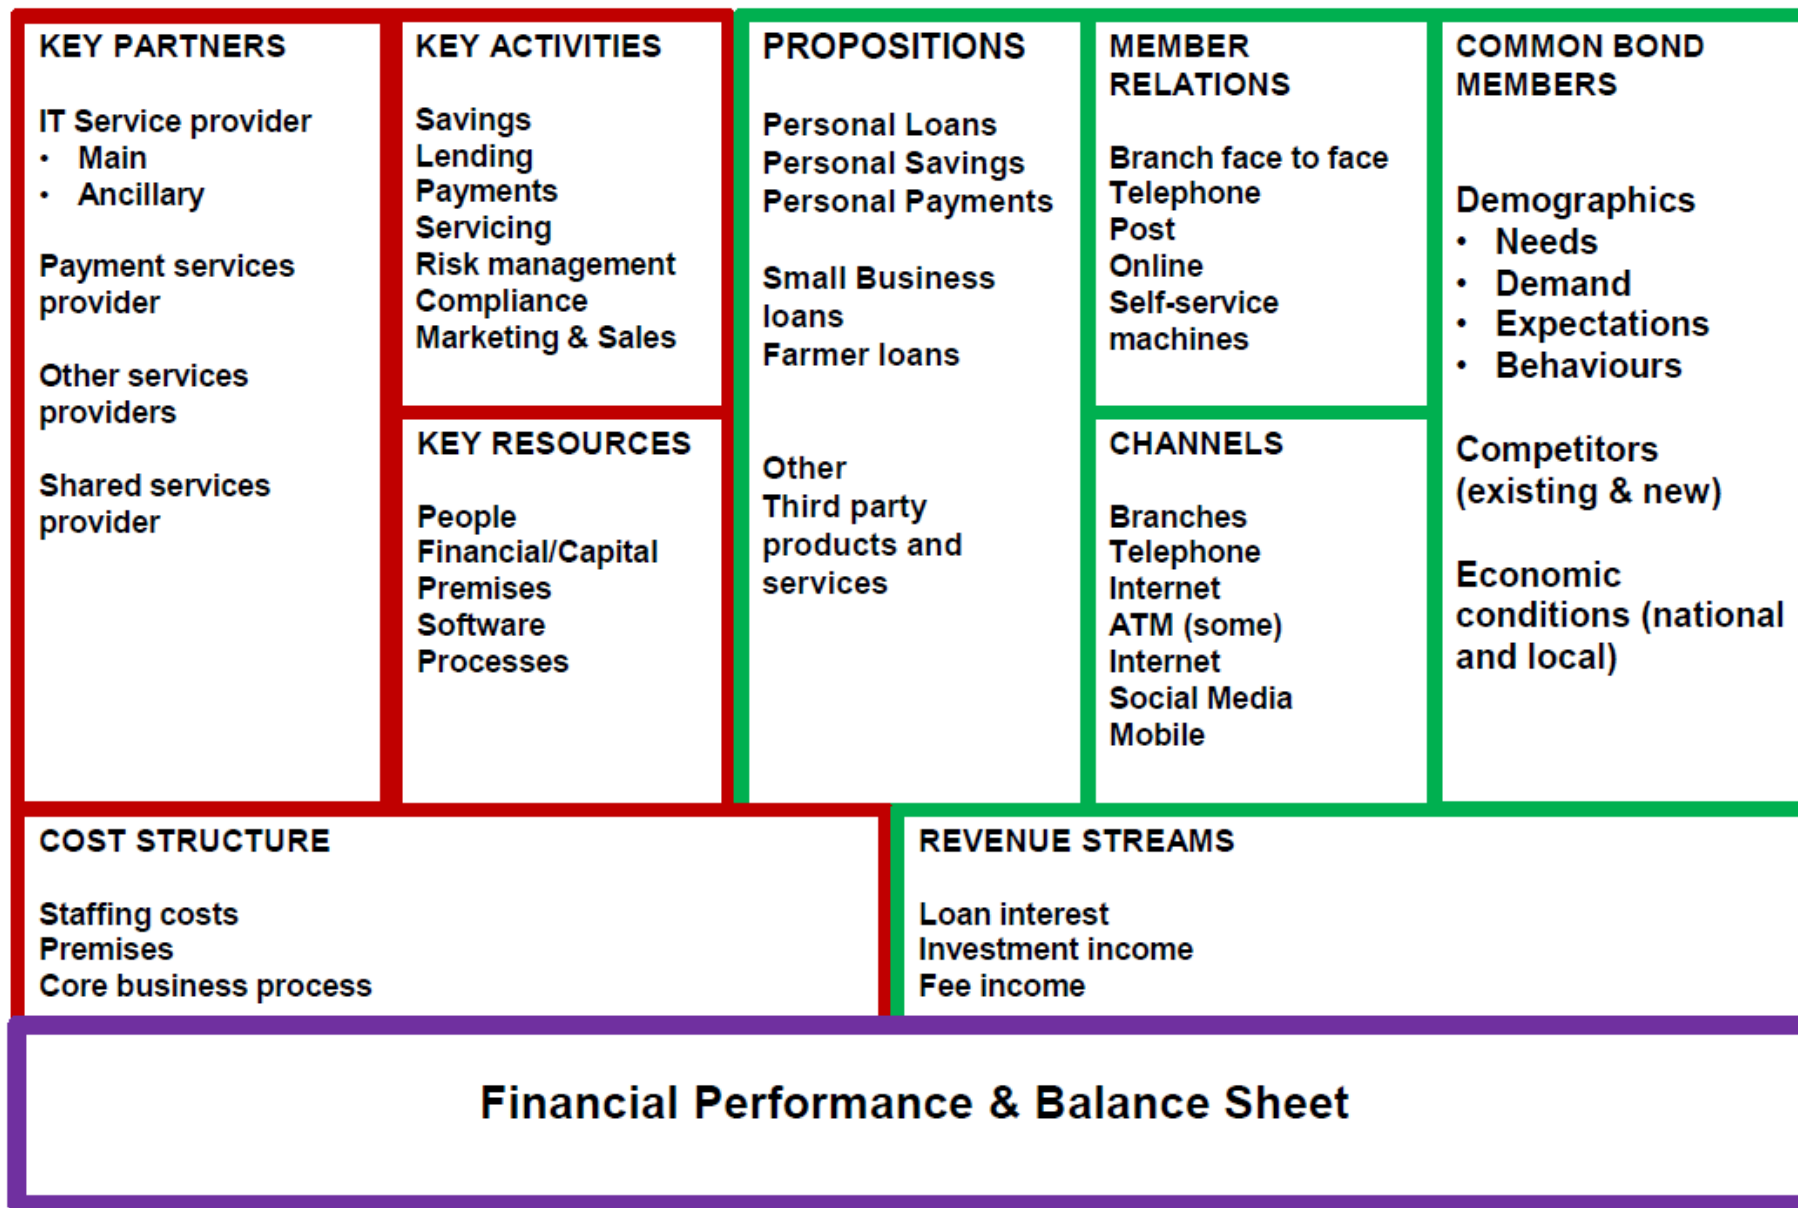 KEY PARTNERS
IT Service provider
• Main
• Ancillary
Payment services
provider
Other services
providers
Shared services
provider
KEY ACTIVITIES
Savings
Lending
Payments
Servicing
Risk management
Compliance
Marketing & Sales
KEY RESOURCES
People
Financial/Capital
Premises
Software
Processes
PROPOSITIONS
Personal Loans
Personal Savings
Personal Payments
Small Business
loans
Farmer loans
Other
Third party
products and
services
MEMBER
RELATIONS
Branch face to face
Telephone
Post
Online
Self-service
machines
CHANNELS
Branches
Telephone
Internet
ATM (some)
Internet
Social Media
Mobile
COMMON BOND
MEMBERS
Demographics
• Needs
• Demand
• Expectations
• Behaviours
Competitors
(existing & new)
Economic
conditions (national
and local)
COST STRUCTURE
Staffing costs
Premises
Core business process
REVENUE STREAMS
Loan interest
Investment income
Fee income
Financial Performance & Balance Sheet